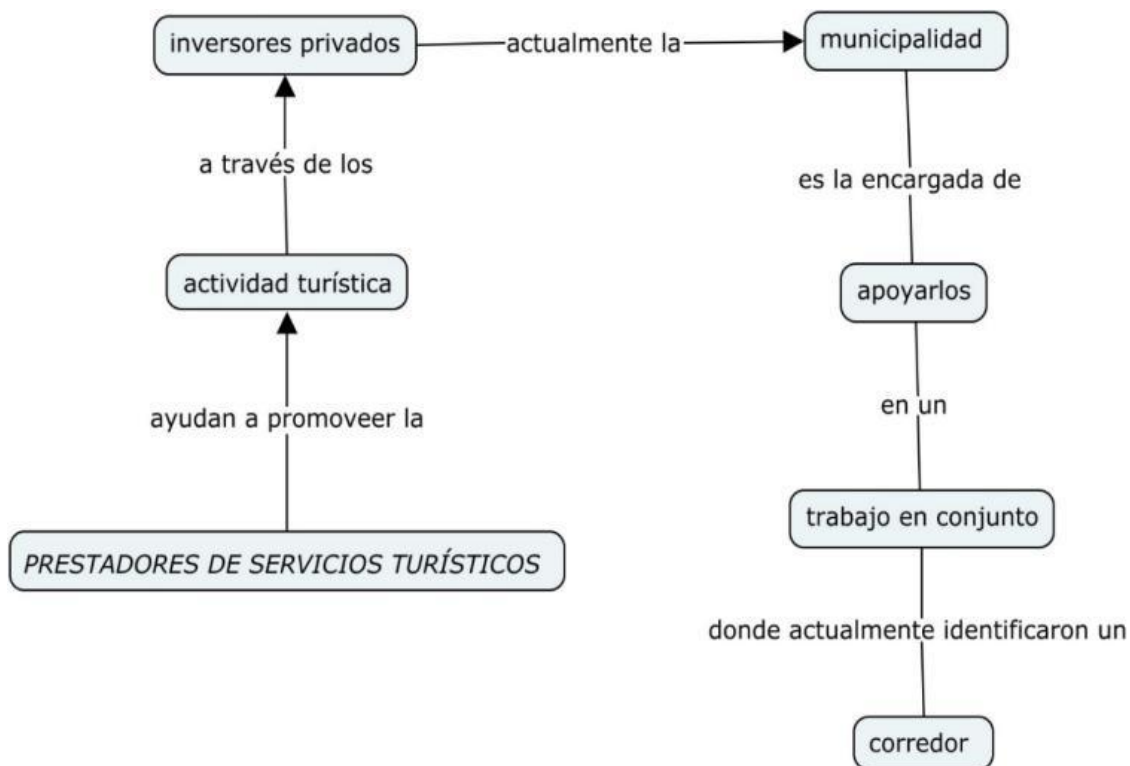 inversores privados
actualmente la
municipalidad
a través de los
es la encargada de
actividad turística
apoyarlos
ayudan a promoveer la
en un
trabajo en conjunto
PRESTADORES DE SERVICIOS TURÍSTICOS
donde actualmente identificaron un
corredor